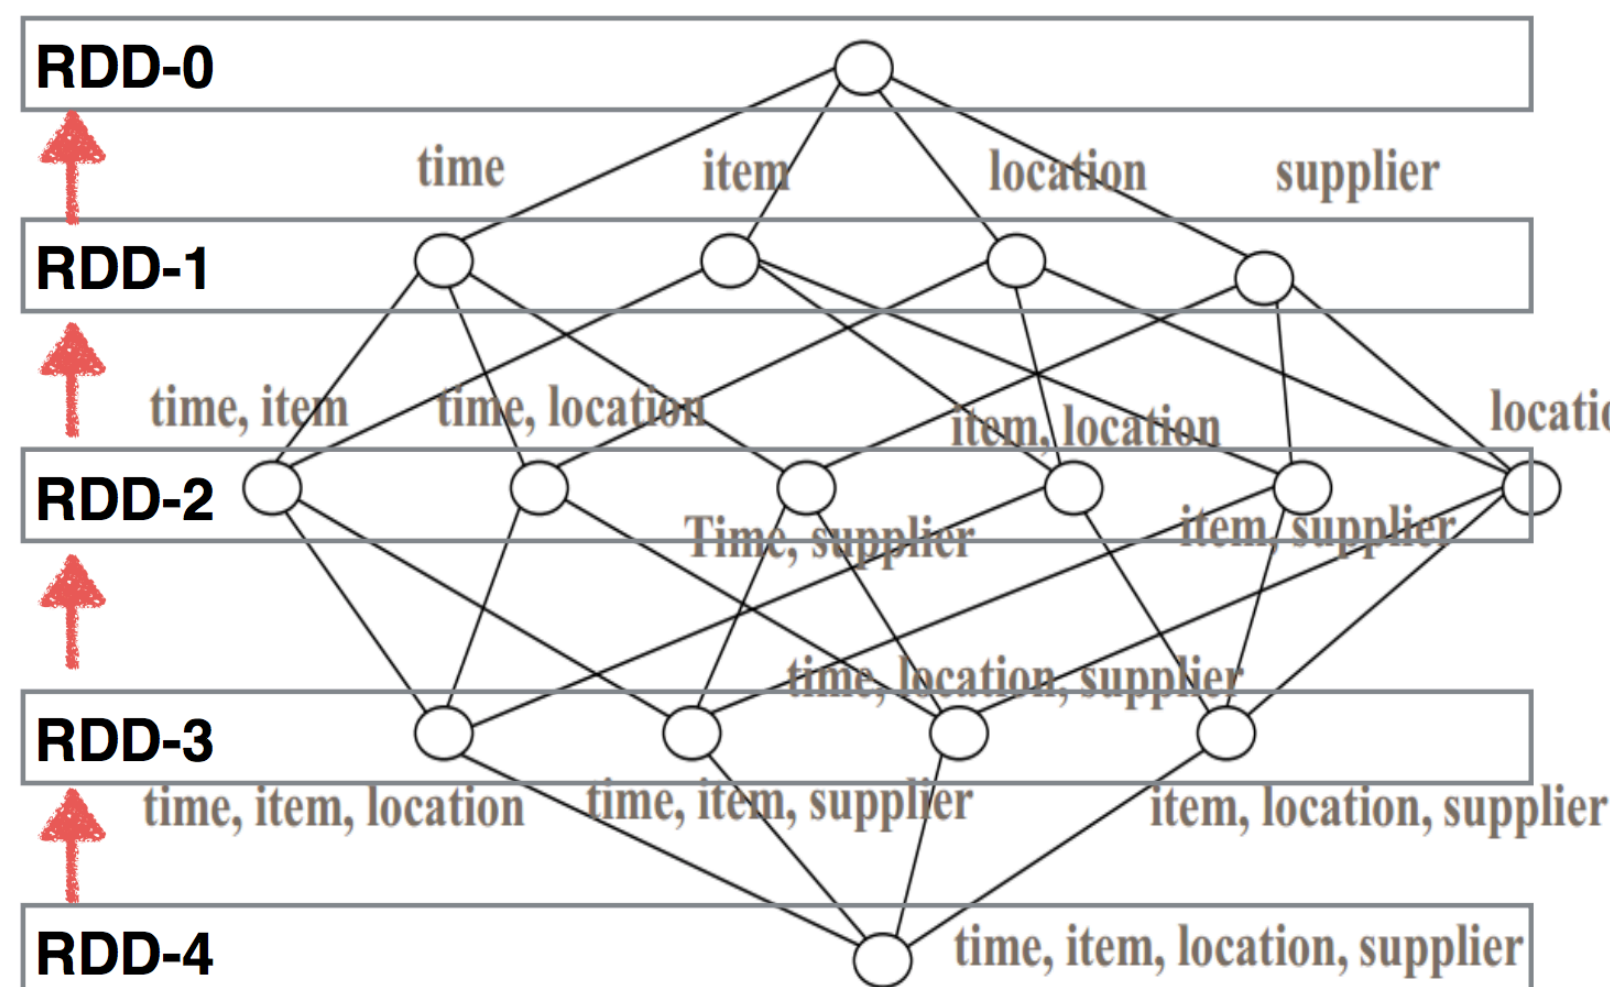 RDD-0
time
item
location
supplier
RDD-1
time, item
time, location
item, location
RDD-2
Time, supplier
item, supplier
time, location, supplier
RDD-3
time, item, location
time, item, supplier
item, location, supplier
RDD-4
time, item, location, supplier